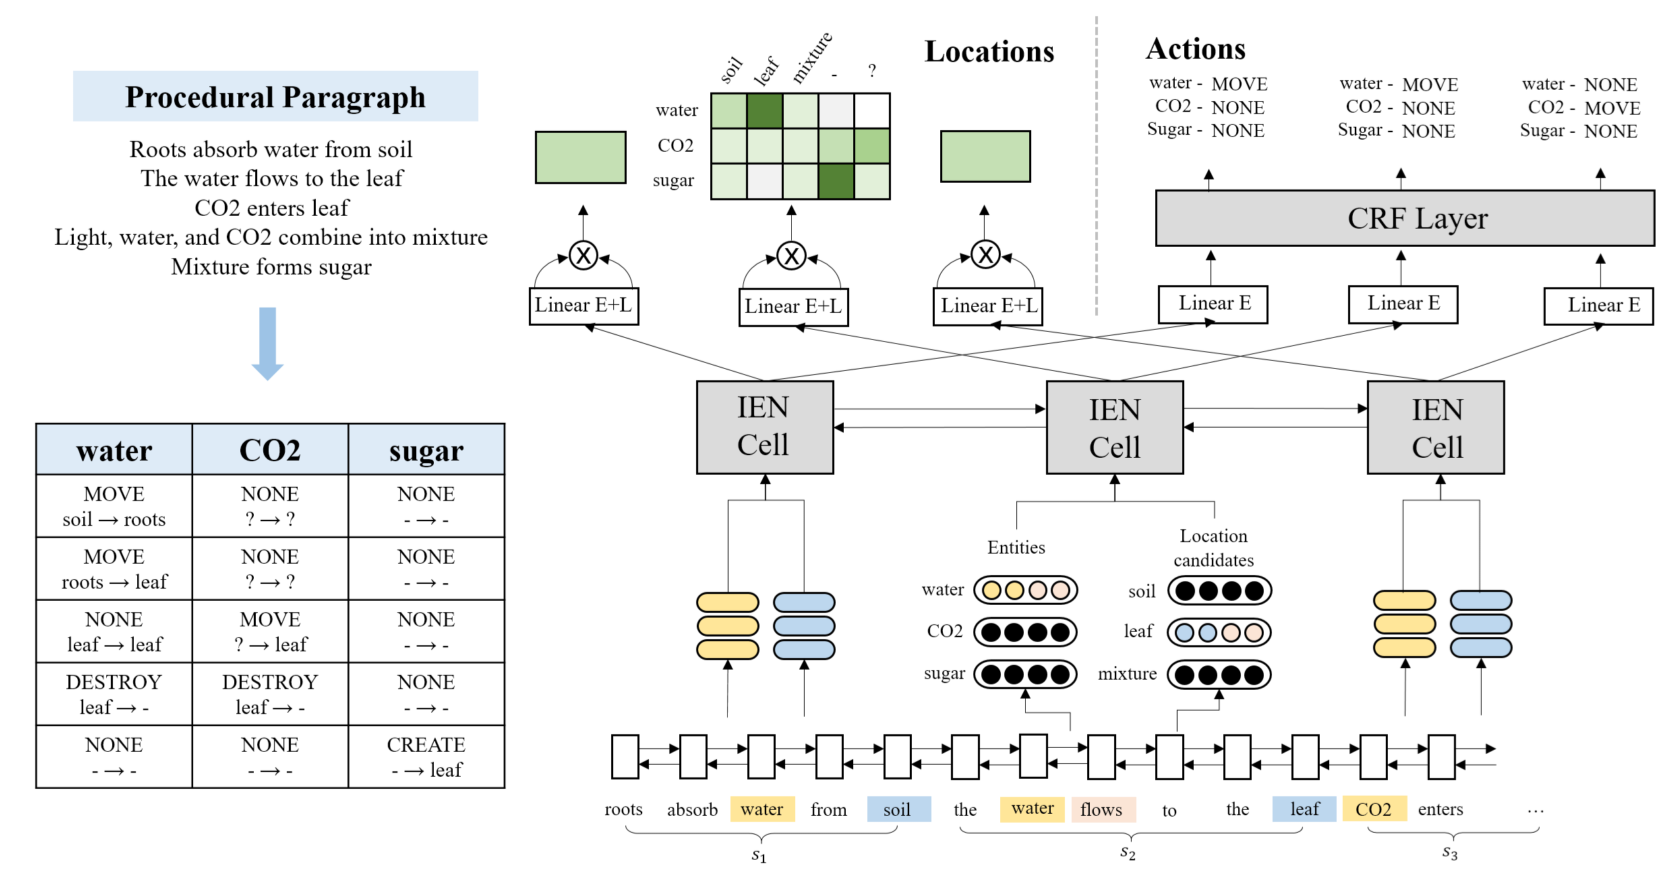 Procedural Paragraph
Roots absorb water from soil
The water flows to the leaf
CO2 enters leaf
Light, water, and CO2 combine into mixture
Mixture forms sugar
water CO2 sugar
MOVE NONE NONE
soil → roots ? → ? - → -
MOVE NONE NONE
roots → leaf ? → ? - → -
NONE MOVE NONE
leaf → leaf ? → leaf - → -
DESTROY DESTROY NONE
leaf → - leaf → - - → -
NONE NONE CREATE
- → - - → - - → leaf
Locations
soil leaf mixture - ?
water
CO2
sugar
X X X
Linear E+L Linear E+L Linear E+L
Actions
water - MOVE water - MOVE water - NONE
CO2 - NONE CO2 - NONE CO2 - MOVE
Sugar - NONE Sugar - NONE Sugar - NONE
CRF Layer
Linear E Linear E Linear E
IEN IEN IEN
Cell Cell Cell
Entities
Location
candidates
water soil
CO2 leaf
sugar mixture
roots absorb water from soil the water flows to the leaf CO2 enters ...
s1 s2 s3